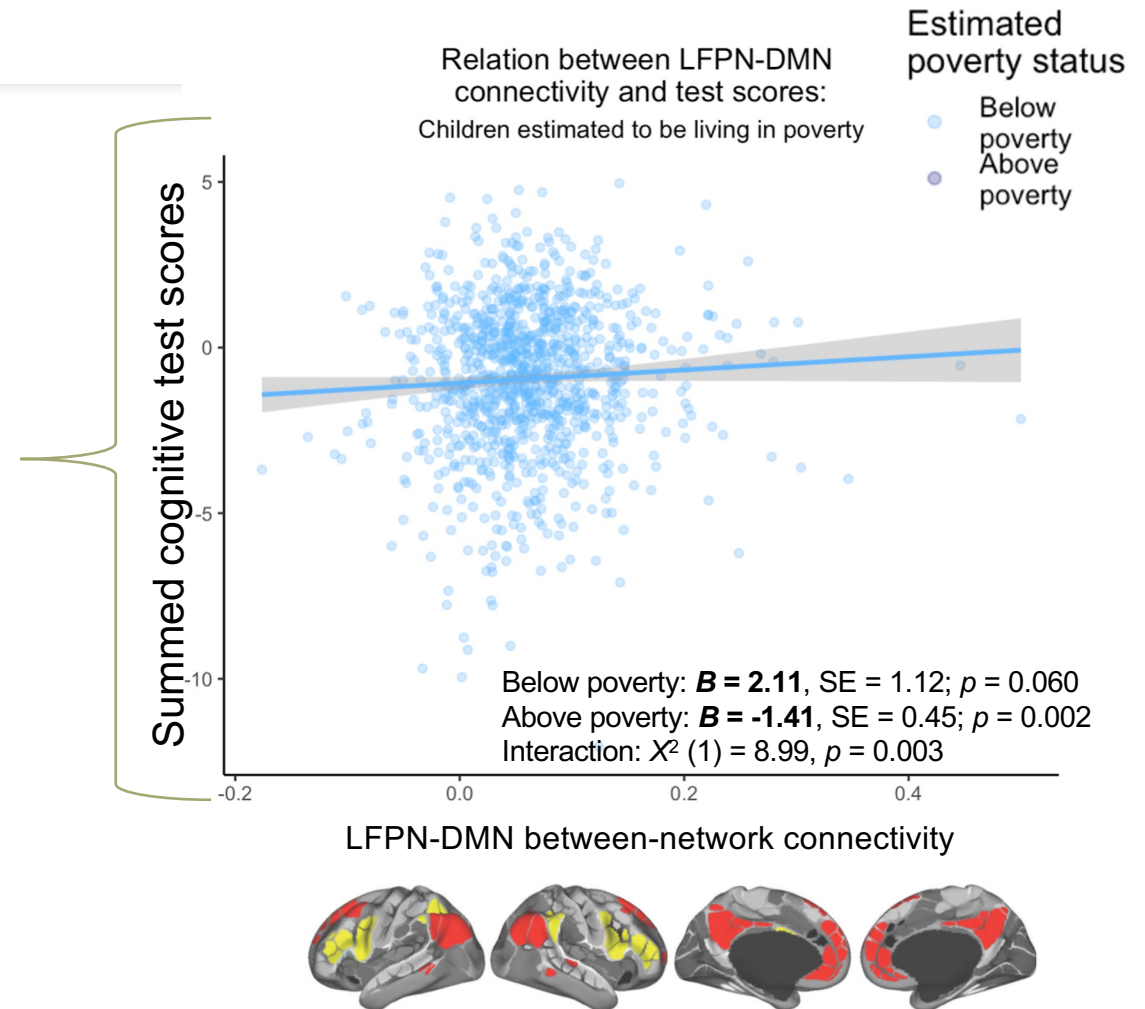 Estimated
poverty status
Below
poverty
Above
poverty
Relation between LFPN-DMN
connectivity and test scores:
Children estimated to be living in poverty
Summed cognitive test scores
5
0
-5
-10
Below poverty: B = 2.11, SE = 1.12; p = 0.060
Above poverty: B = -1.41, SE = 0.45; p = 0.002
Interaction: X² (1) = 8.99, p = 0.003
-0.2 0.0 0.2 0.4
LFPN-DMN between-network connectivity